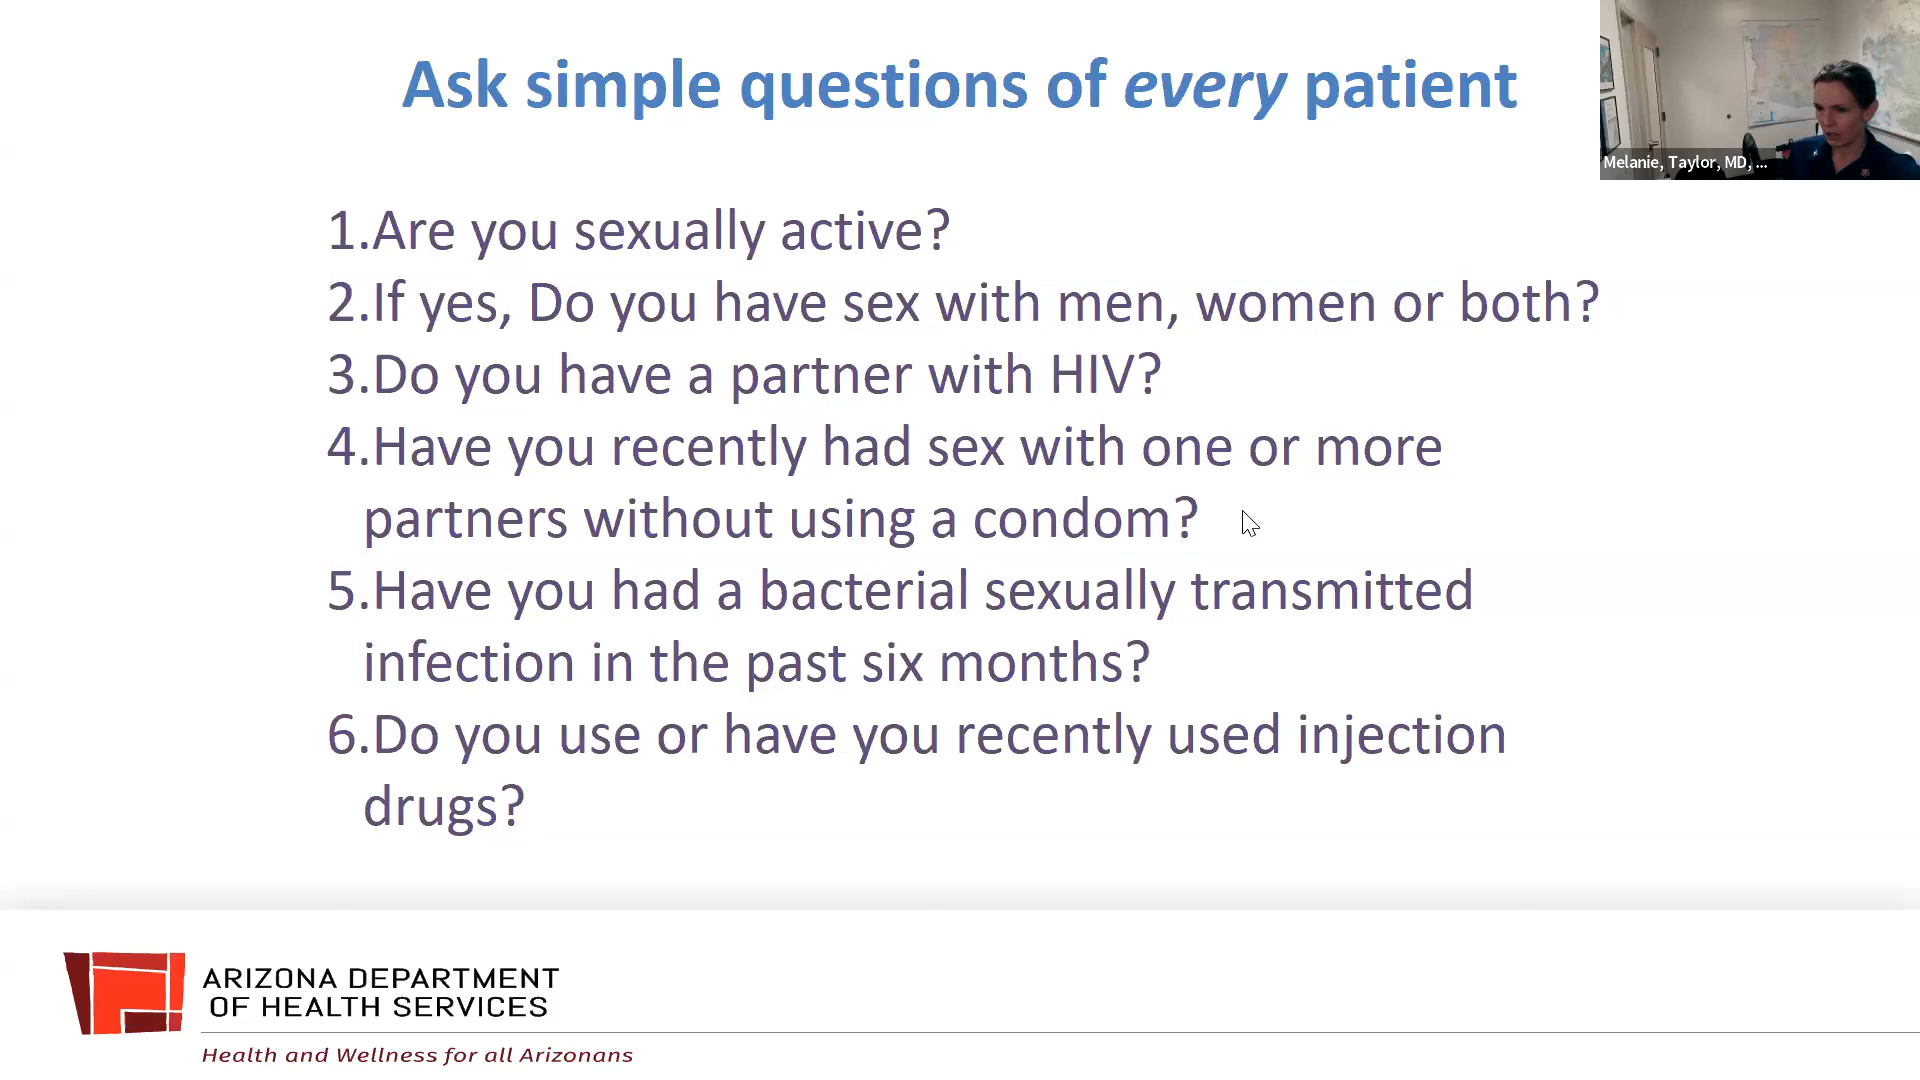 Ask simple questions of every patient
Melanie, Taylor, MD, ...
1.Are you sexually active?
2.If yes, Do you have sex with men, women or both?
3.Do you have a partner with HIV?
4.Have you recently had sex with one or more
partners without using a condom?
5.Have you had a bacterial sexually transmitted
infection in the past six months?
6.Do you use or have you recently used injection
drugs?
ARIZONA DEPARTMENT
OF HEALTH SERVICES
Health and Wellness for all Arizonans